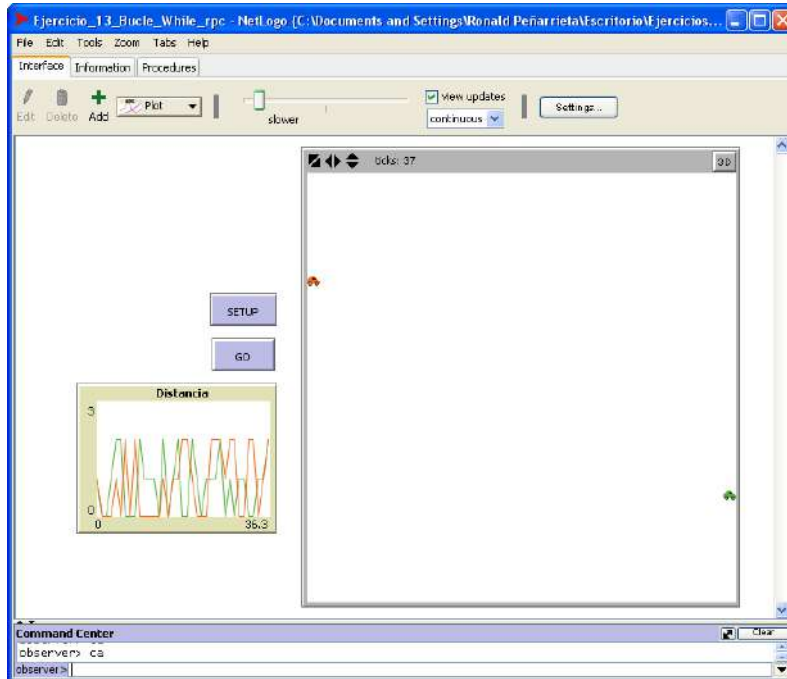 Ejercicio_13_Bucle_While_rpc - NetLogo {C:\Documents and Settings\Ronald Peñarrieta\Escritorio\Ejercicios...
File Edit Tools Zoom Tabs Help
Interface Information Procedures
Edit Delete Add Plot slower view updates continuous Settings...
ticks: 37 3D
SETUP
GO
Distancia
3
0
0 36.3
Command Center Clear
observer> ca
observer>